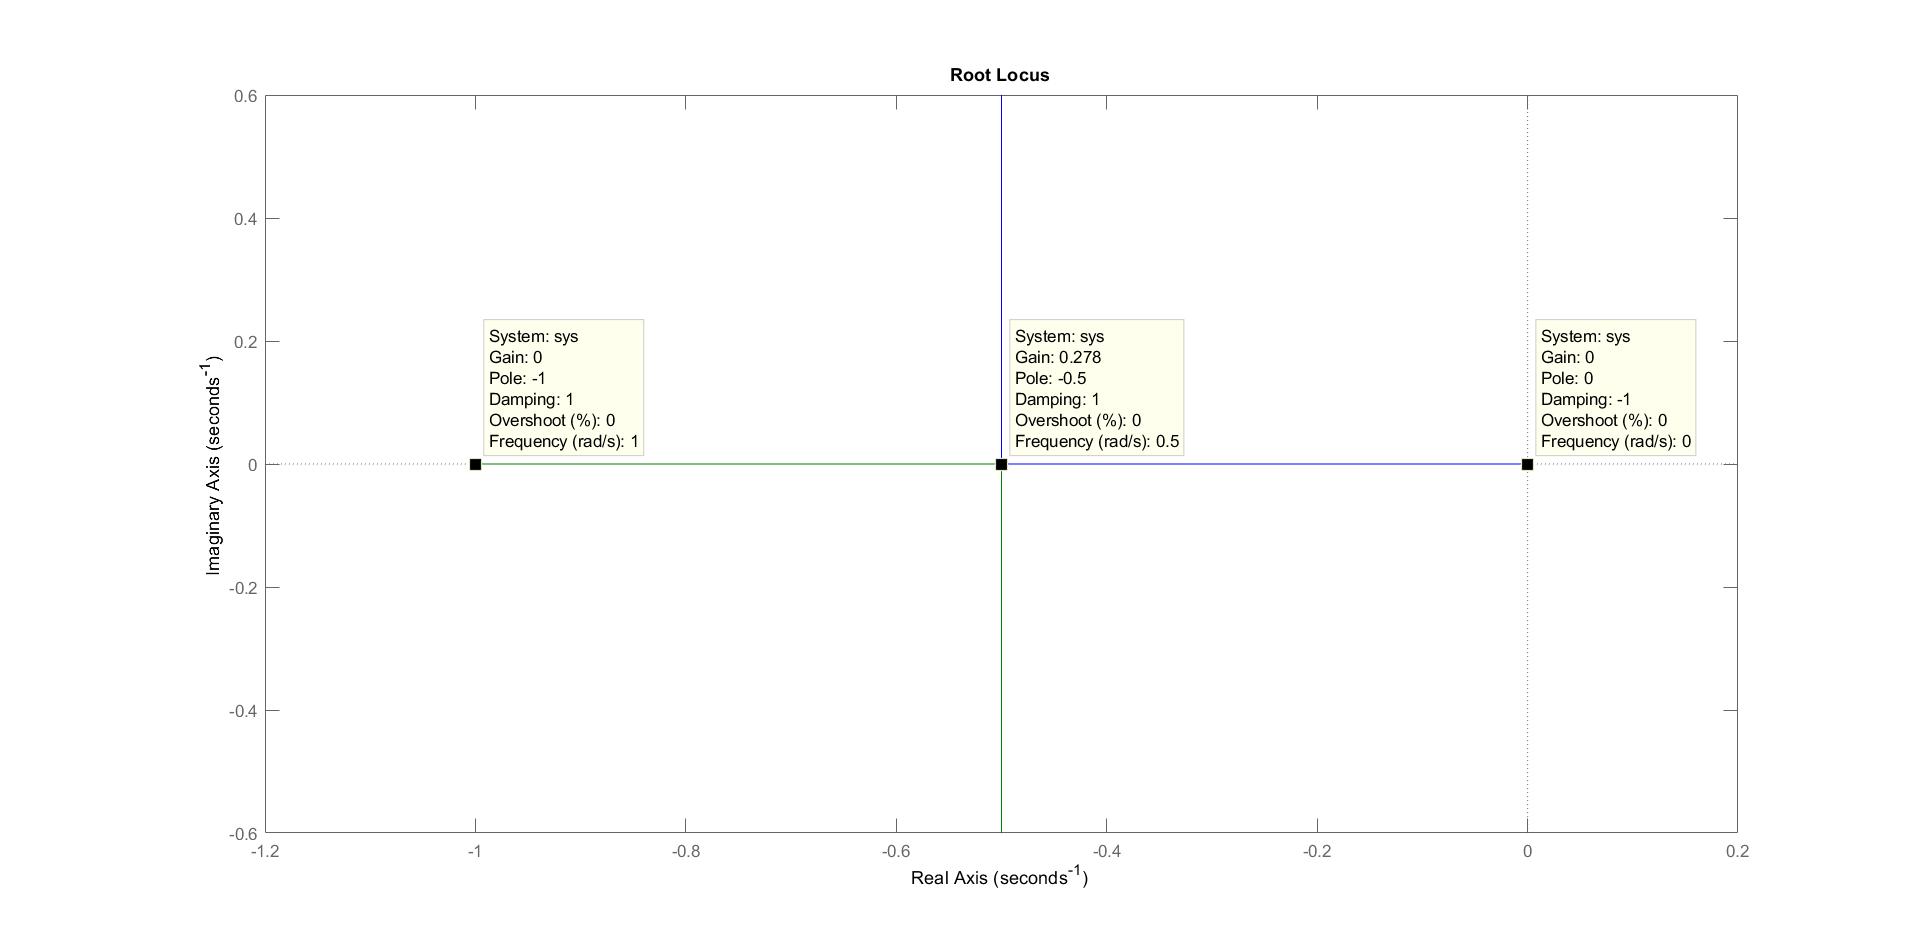 Root Locus
0.6
0.4
0.2
0
-0.2
-0.4
-0.6
Imaginary Axis (seconds-1)
System: sys
Gain: 0
Pole: -1
Damping: 1
Overshoot (%): 0
Frequency (rad/s): 1
System: sys
Gain: 0.278
Pole: -0.5
Damping: 1
Overshoot (%): 0
Frequency (rad/s): 0.5
System: sys
Gain: 0
Pole: 0
Damping: -1
Overshoot (%): 0
Frequency (rad/s): 0
-1.2 -1 -0.8 -0.6 -0.4 -0.2 0 0.2
Real Axis (seconds-1)